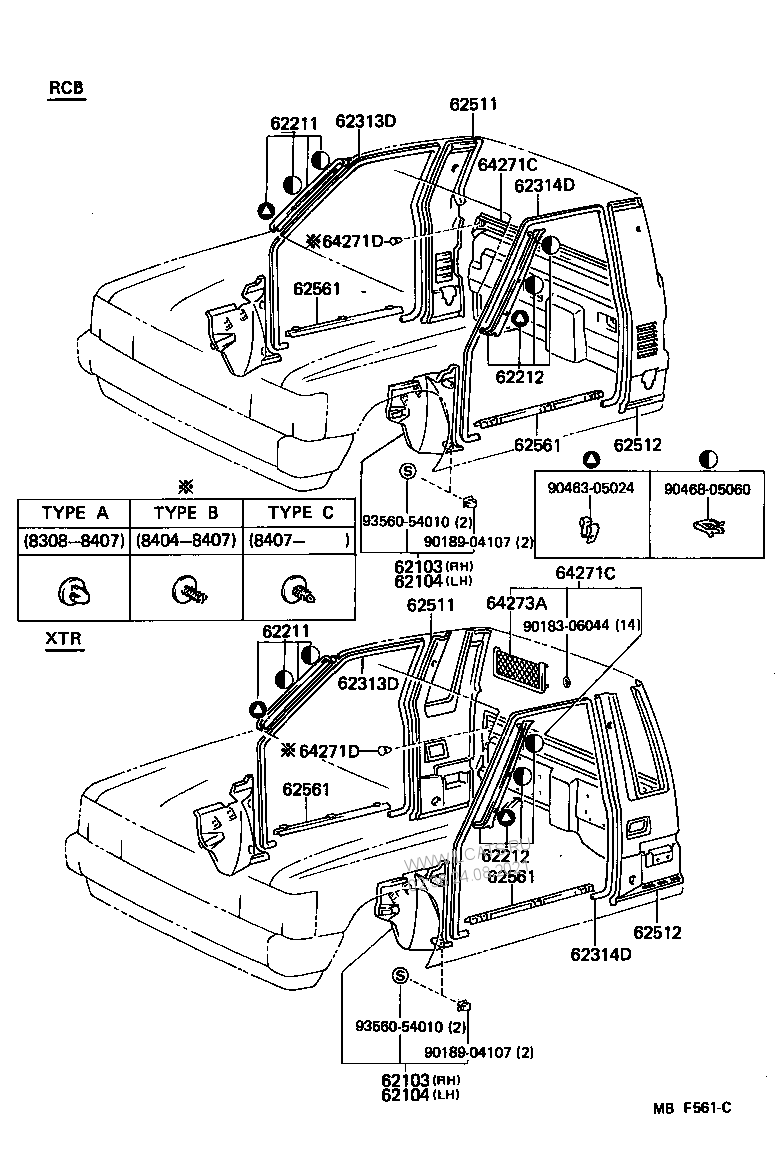 RCB
62511
62211
62313D
64271C
62314D
※64271D
62561
62212
62561
62512
90463-05024
90468-05060
※
TYPE A
TYPE B
TYPE C
(8308-8407)
(8404-8407)
(8407-      )
S
93560-54010 (2)
90189-04107 (2)
62103 (RH)
62104 (LH)
64271C
XTR
62211
62511
64273A
90183-06044 (14)
62313D
※ 64271D
62561
62212
62561
62512
62314D
S
93560-54010 (2)
90189-04107 (2)
62103 (RH)
62104 (LH)
MB F561-C